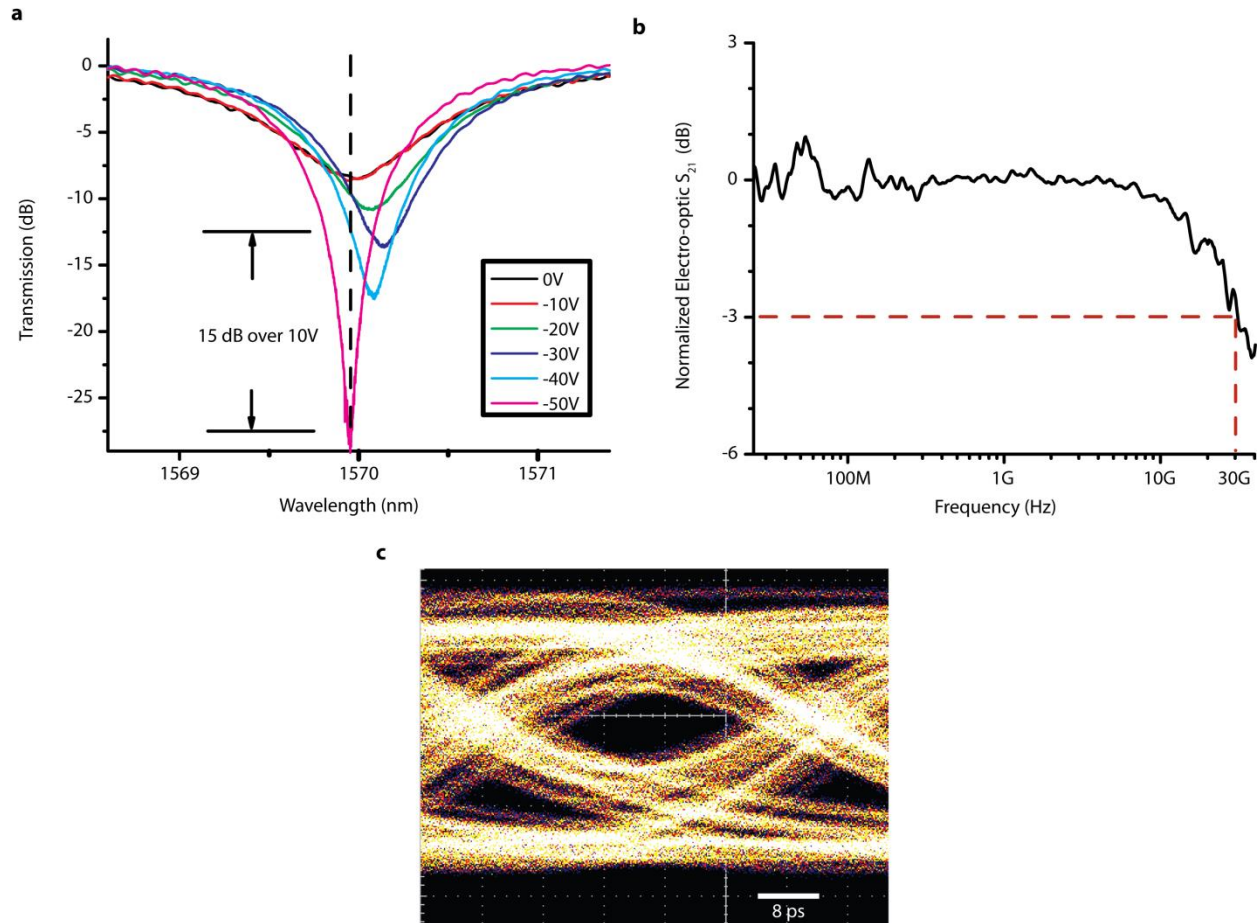 a
0
-5
-10
-15
-20
-25
Transmission (dB)
15 dB over 10V
0V
-10V
-20V
-30V
-40V
-50V
1569
1570
1571
Wavelength (nm)
b
3
0
-3
-6
Normalized Electro-optic S21 (dB)
100M
1G
10G
30G
Frequency (Hz)
c
8 ps